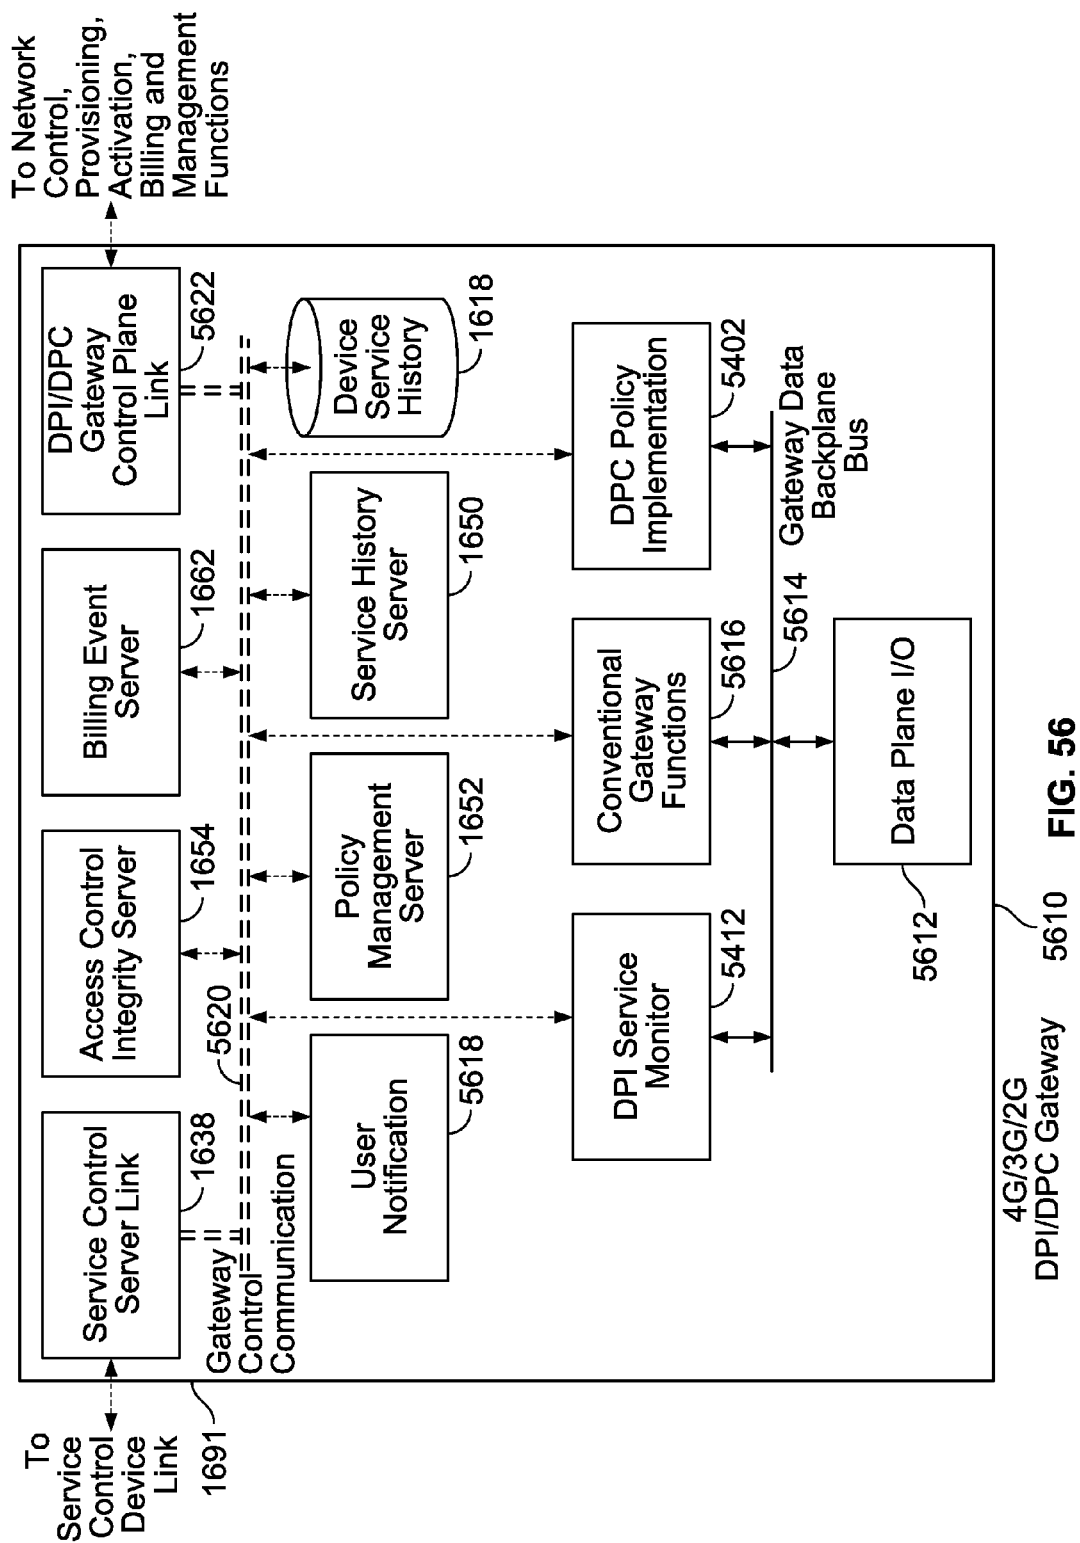 To
Service
Control
Device
Link
1691
Service Control
Server Link
1638
Access Control
Integrity Server
1654
Billing Event
Server
1662
DPI/DPC
Gateway
Control Plane
Link
5622
To Network
Control,
Provisioning,
Activation,
Billing and
Management
Functions
Gateway
Control
Communication
5620
User
Notification
5618
Policy
Management
Server
1652
Service History
Server
1650
Device
Service
History
1618
DPI Service
Monitor
5412
Conventional
Gateway
Functions
5616
DPC Policy
Implementation
5402
5614
Gateway Data
Backplane
Bus
Data Plane I/O
5612
4G/3G/2G
DPI/DPC Gateway
5610
FIG. 56